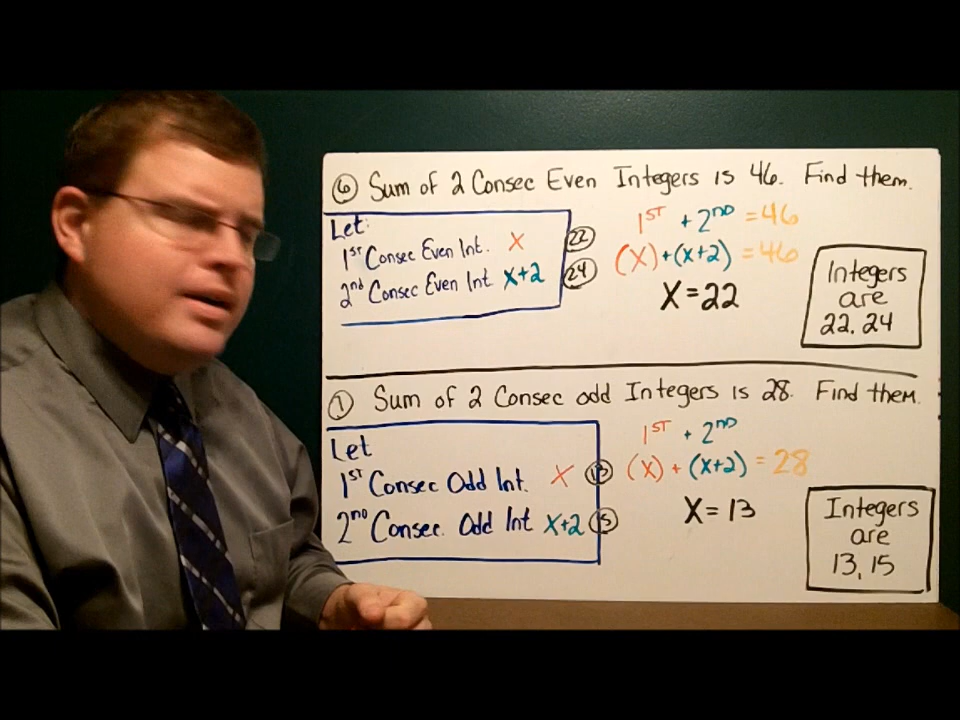 ⑥ Sum of 2 Consec Even Integers is 46. Find them.
Let:
1ST Consec Even Int. X 22
2nd Consec Even Int X+2 24
1ST + 2ND = 46
(X) + (X+2) = 46
X = 22
Integers
are
22, 24
① Sum of 2 Consec odd Integers is 28. Find them.
Let
1ST Consec Odd Int. X 13
2ND Consec. Odd Int X+2 15
1ST + 2ND
(X) + (X+2) = 28
X = 13
Integers
are
13, 15